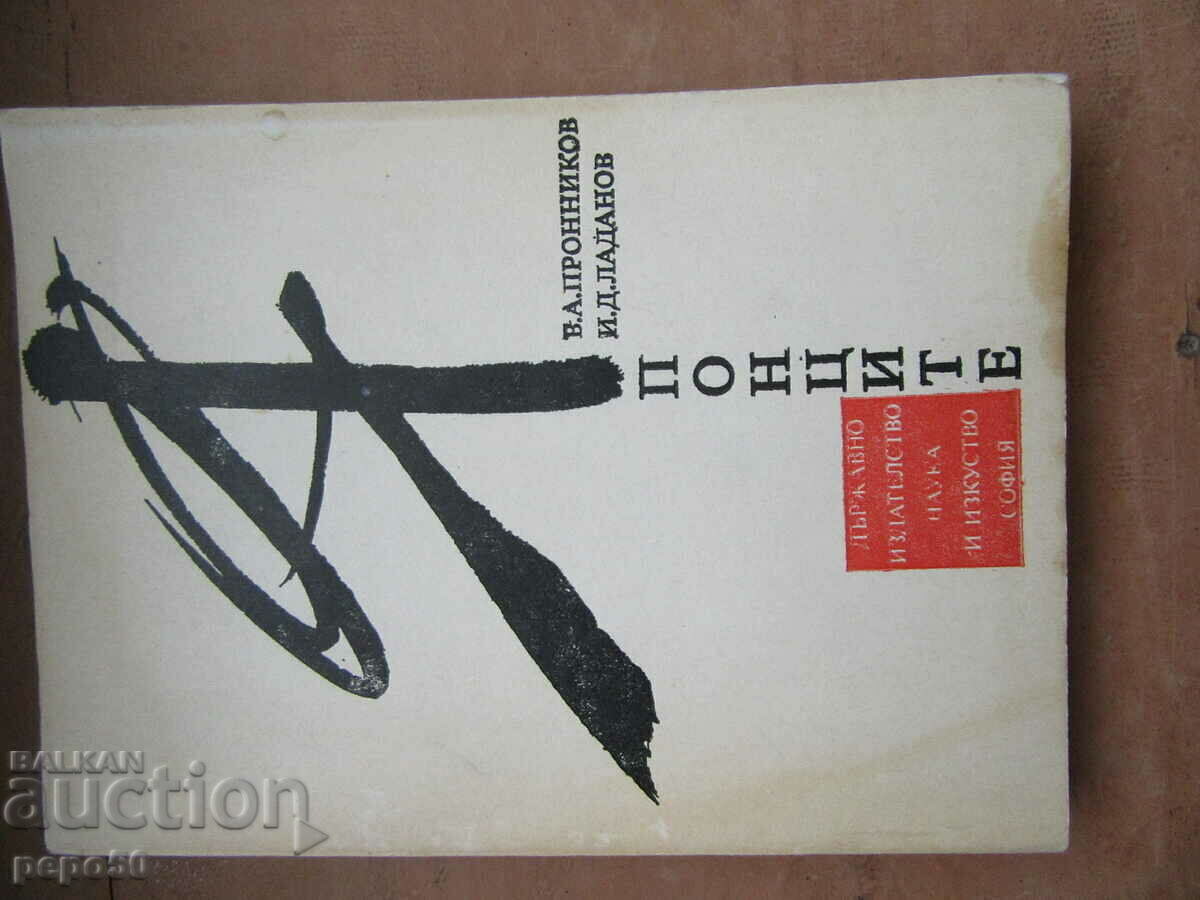 В.А.ПРОННИКОВ
И.Д.ЛАДАНОВ
ЯПОНЦИТЕ
ДЪРЖАВНО
ИЗДАТЕЛСТВО
НАУКА
И ИЗКУСТВО
СОФИЯ
BALKAN
auction
pepo50